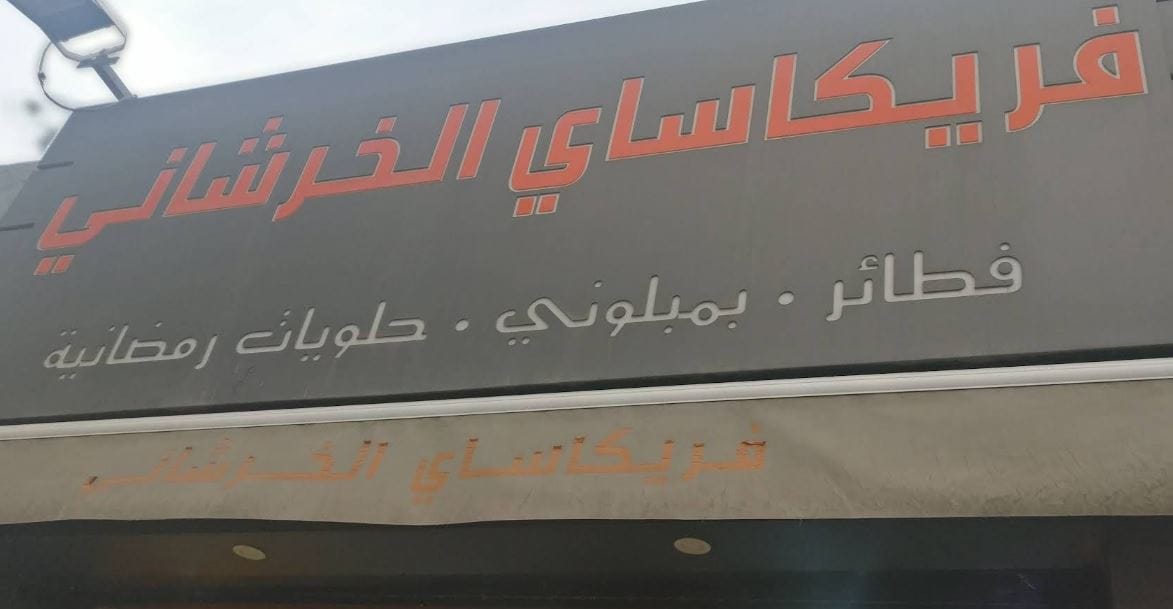 فريكاساي الخرشاني
فطائر • بمبلوني • حلويات رمضانية
فريكاساي الخرشاني